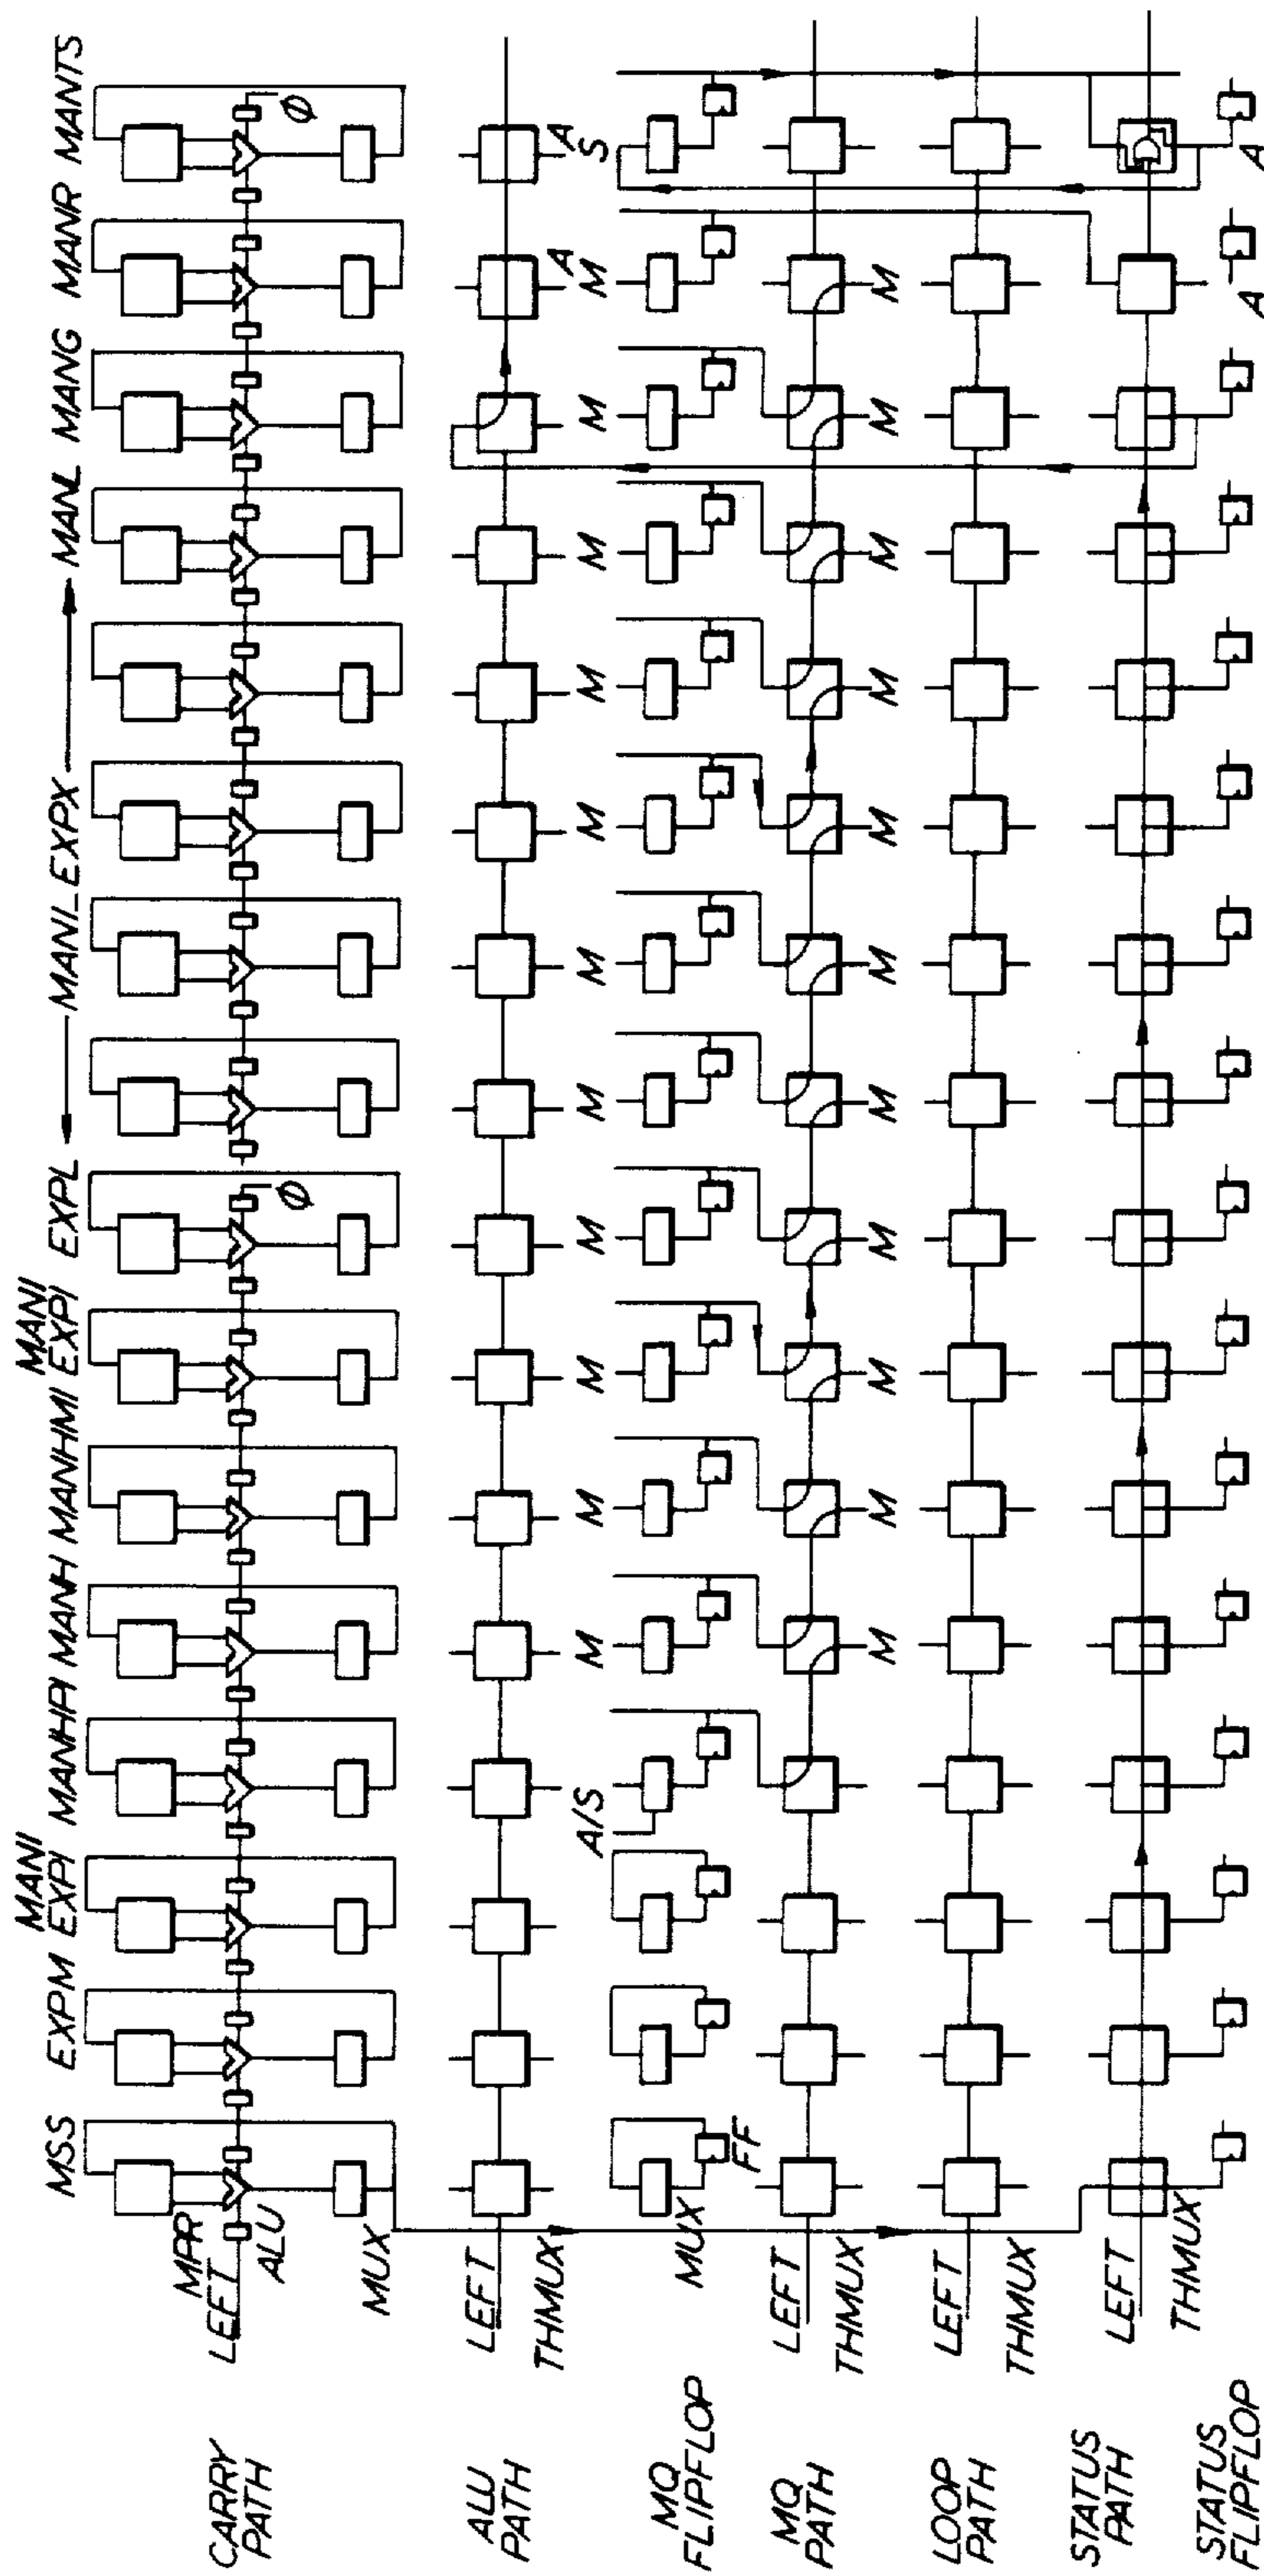 MANI
MANI
MSS EXPM EXPI MANHPI MANH MANHMI EXPI EXPL MANI_EXPX MANL MANG MANR MANTS
CARRY PATH
MPR
LEFT
ALU
MUX
Ø
Ø
ALU PATH
LEFT
THMUX
A A
A/S M M M M M M M M M M M S
MQ FLIPFLOP
MUX
FF
MQ PATH
LEFT
THMUX
M M M M M M M M M M M
LOOP PATH
LEFT
THMUX
STATUS PATH
LEFT
THMUX
STATUS FLIPFLOP
A A